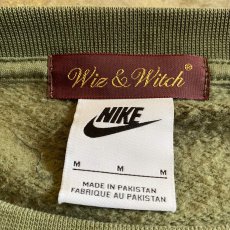 Wiz & Witch ®
NIKE
M M M
MADE IN PAKISTAN
FABRIQUE AU PAKISTAN